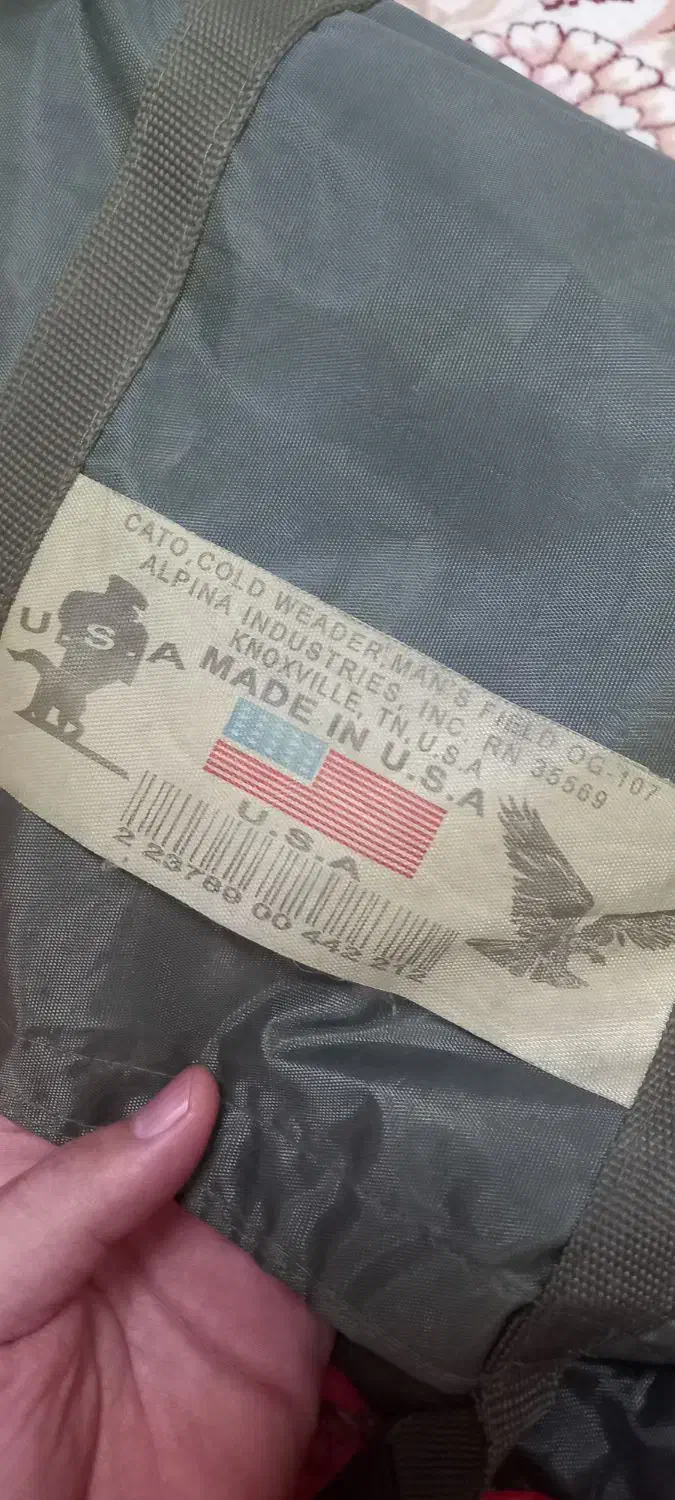 CATO,COLD WEADER,MAN'S FIELD OG-107
ALPINA INDUSTRIES, INC. RN 35569
KNOXVILLE, TN,U.S.A
U.S.A MADE IN U.S.A
U.S.A
2 23789 00 442 212